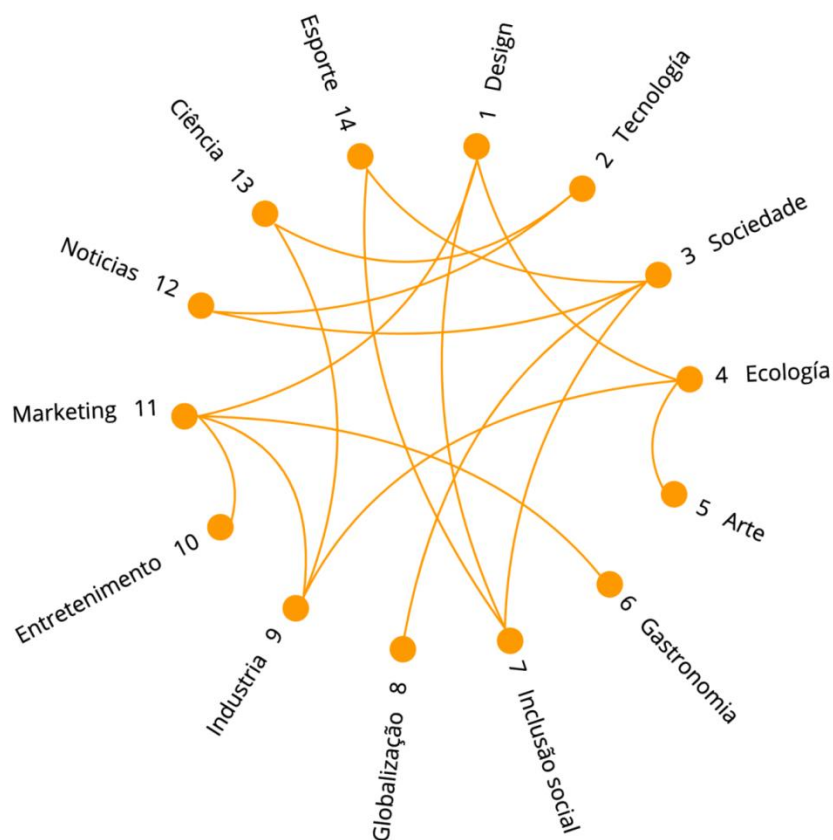 1 Design
2 Tecnología
3 Sociedade
4 Ecología
5 Arte
6 Gastronomia
7 Inclusão social
8 Globalização
9 Industria
10 Entretenimento
11 Marketing
12 Noticias
13 Ciência
14 Esporte